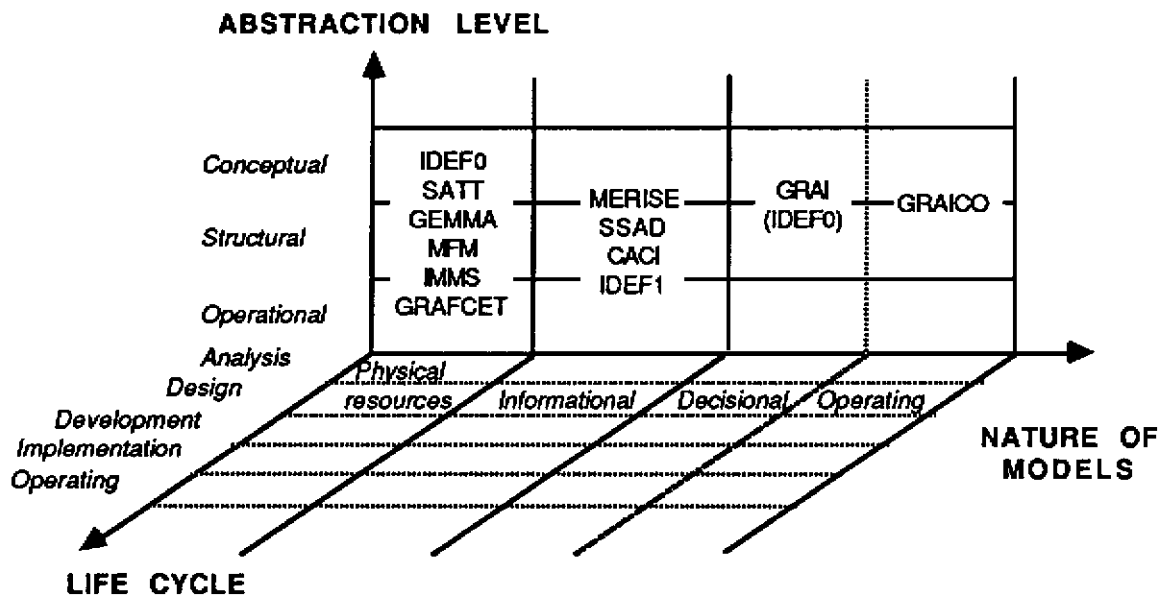 ABSTRACTION LEVEL
Conceptual
Structural
Operational
IDEF0
SATT
GEMMA
MFM
IMMS
GRAFCET
MERISE
SSAD
CACI
IDEF1
GRAI
(IDEF0)
GRAICO
Analysis
Design
Development
Implementation
Operating
Physical
resources
Informational
Decisional
Operating
NATURE OF
MODELS
LIFE CYCLE